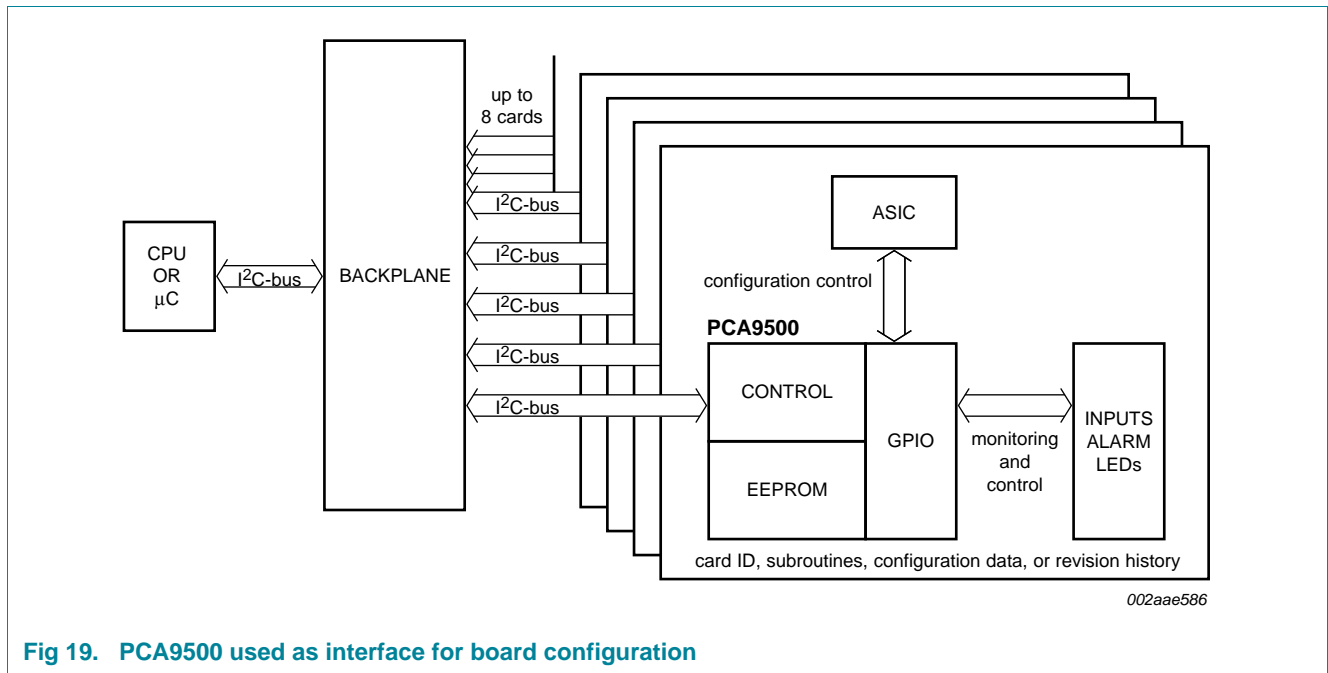 up to
8 cards
I2C-bus
ASIC
CPU
OR
μC
I2C-bus
BACKPLANE
I2C-bus
configuration control
I2C-bus
PCA9500
I2C-bus
I2C-bus
CONTROL
GPIO
EEPROM
monitoring
and
control
INPUTS
ALARM
LEDs
card ID, subroutines, configuration data, or revision history
002aae586
Fig 19. PCA9500 used as interface for board configuration